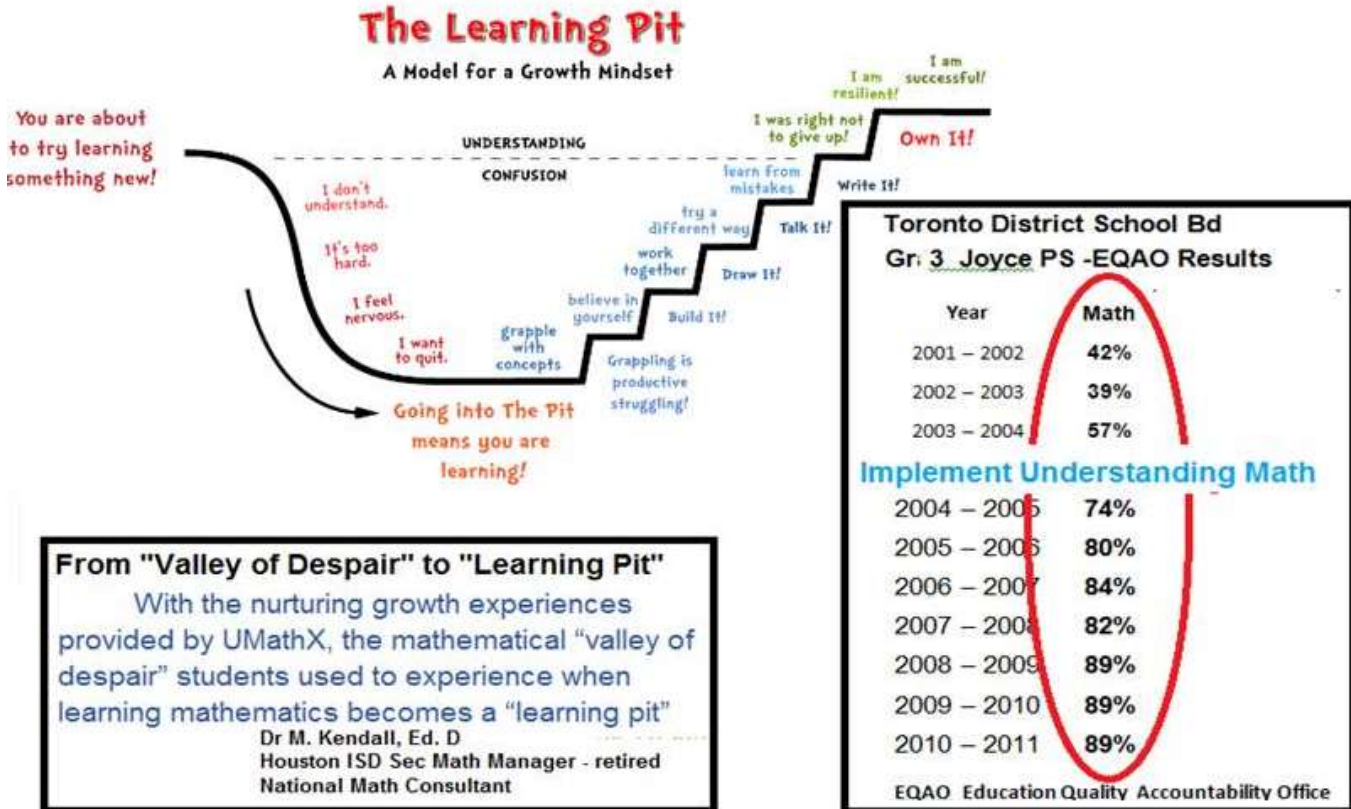 The Learning Pit
A Model for a Growth Mindset
You are about
to try learning
something new!
UNDERSTANDING
CONFUSION
I don't
understand.
It's too
hard.
I feel
nervous.
I want
to quit.
Going into The Pit
means you are
learning!
grapple
with
concepts
Grappling is
productive
struggling!
believe in
yourself
Build It!
work
together
Draw It!
try a
different way
Talk It!
learn from
mistakes
Write It!
I was right not
to give up!
Own It!
I am
resilient!
I am
successful!
From "Valley of Despair" to "Learning Pit"
With the nurturing growth experiences
provided by UMathX, the mathematical “valley of
despair” students used to experience when
learning mathematics becomes a “learning pit”
Dr M. Kendall, Ed. D
Houston ISD Sec Math Manager - retired
National Math Consultant
Toronto District School Bd
Gr: 3 Joyce PS -EQAO Results
Year Math
2001 – 2002 42%
2002 – 2003 39%
2003 – 2004 57%
Implement Understanding Math
2004 – 2005 74%
2005 – 2006 80%
2006 – 2007 84%
2007 – 2008 82%
2008 – 2009 89%
2009 – 2010 89%
2010 – 2011 89%
EQAO Education Quality Accountability Office